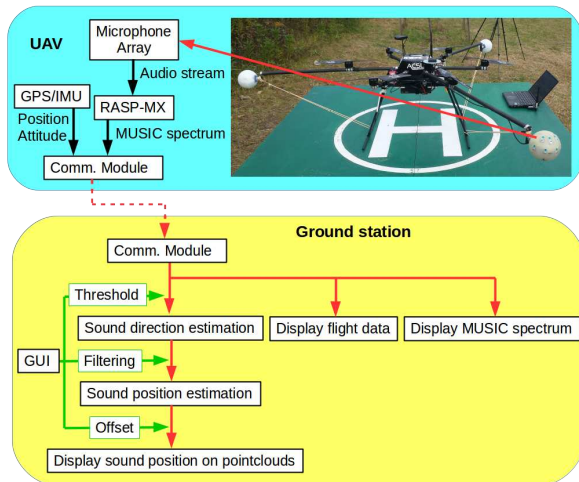 UAV
Microphone
Array
Audio stream
GPS/IMU
RASP-MX
Position
Attitude
MUSIC spectrum
Comm. Module
ACSL
H
Ground station
Comm. Module
Threshold
Sound direction estimation
Display flight data
Display MUSIC spectrum
GUI
Filtering
Sound position estimation
Offset
Display sound position on pointclouds